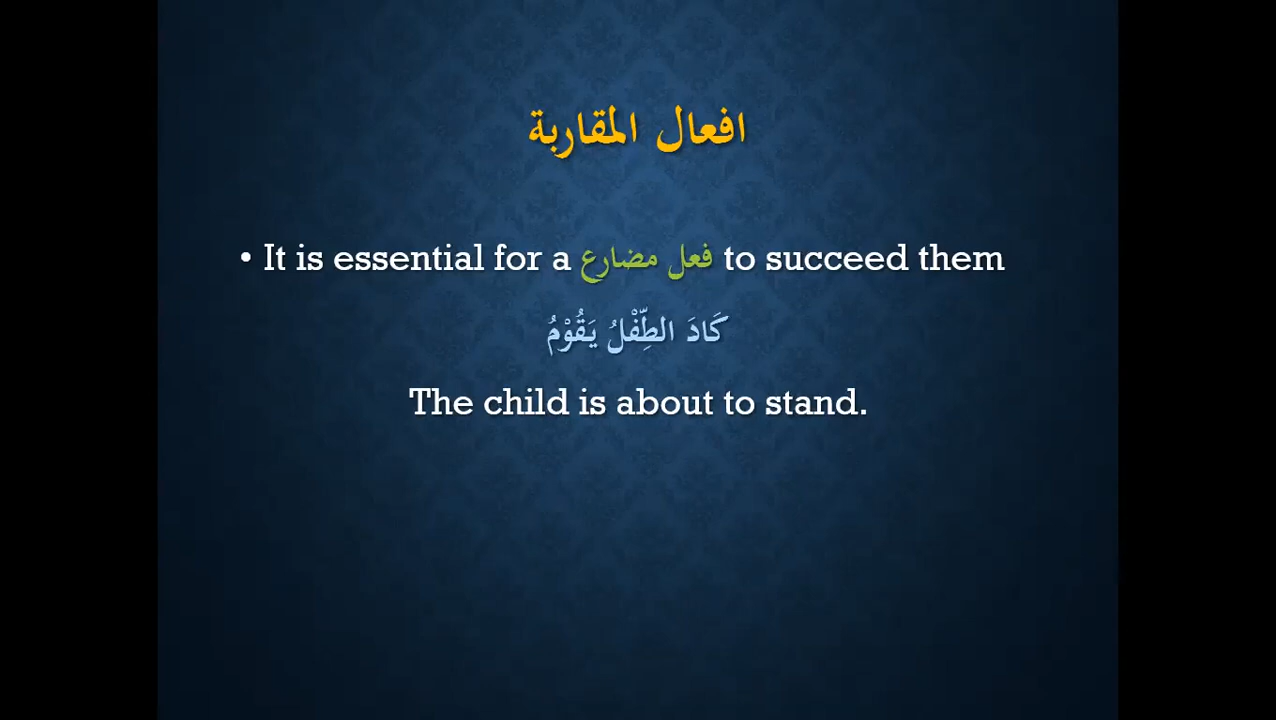 افعال المقاربة
• It is essential for a فعل مضارع to succeed them
كَادَ الطِّفْلُ يَقُوْمُ
The child is about to stand.